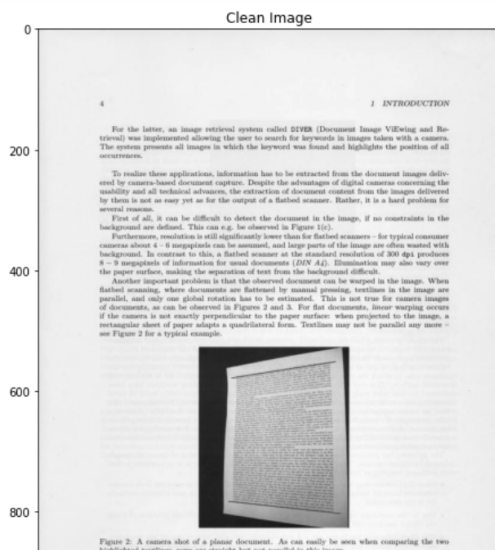 Clean Image
0
200
400
600
800
4 1 INTRODUCTION
For the latter, an image retrieval system called DIVER (Document Image ViEwing and Re-
trieval) was implemented allowing the user to search for keywords in images taken with a camera.
The system presents all images in which the keyword was found and highlights the position of all
occurrences.
To realize these applications, information has to be extracted from the document images deliv-
ered by camera-based document capture. Despite the advantages of digital cameras concerning the
usability and all technical advances, the extraction of document content from the images delivered
by them is not as easy yet as for the output of a flatbed scanner. Rather, it is a hard problem for
several reasons.
First of all, it can be difficult to detect the document in the image, if no constraints in the
background are defined. This can e.g. be observed in Figure 1(c).
Furthermore, resolution is still significantly lower than for flatbed scanners – for typical consumer
cameras about 4 – 6 megapixels can be assumed, and large parts of the image are often wasted with
background. In contrast to this, a flatbed scanner at the standard resolution of 300 dpi produces
8 – 9 megapixels of information for usual documents (DIN A4). Illumination may also vary over
the paper surface, making the separation of text from the background difficult.
Another important problem is that the observed document can be warped in the image. When
flatbed scanning, where documents are flattened by manual pressing, textlines in the image are
parallel, and only one global rotation has to be estimated. This is not true for camera images
of documents, as can be observed in Figures 2 and 3. For flat documents, linear warping occurs
if the camera is not exactly perpendicular to the paper surface: when projected to the image, a
rectangular sheet of paper adapts a quadrilateral form. Textlines may not be parallel any more –
see Figure 2 for a typical example.
Figure 2: A camera shot of a planar document. As can easily be seen when comparing the two